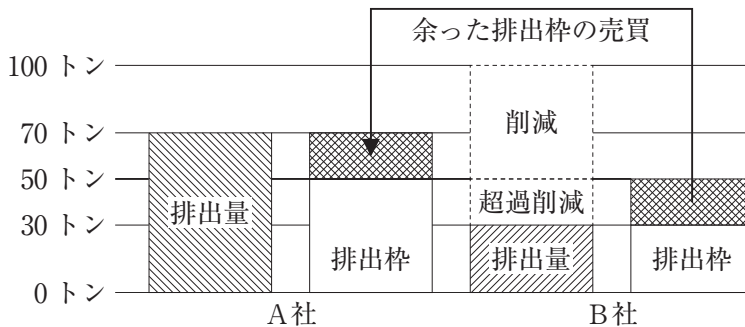 余った排出枠の売買
100 トン
70 トン
50 トン
30 トン
0 トン
削減
超過削減
排出量
排出枠
排出量
排出枠
A社
B社